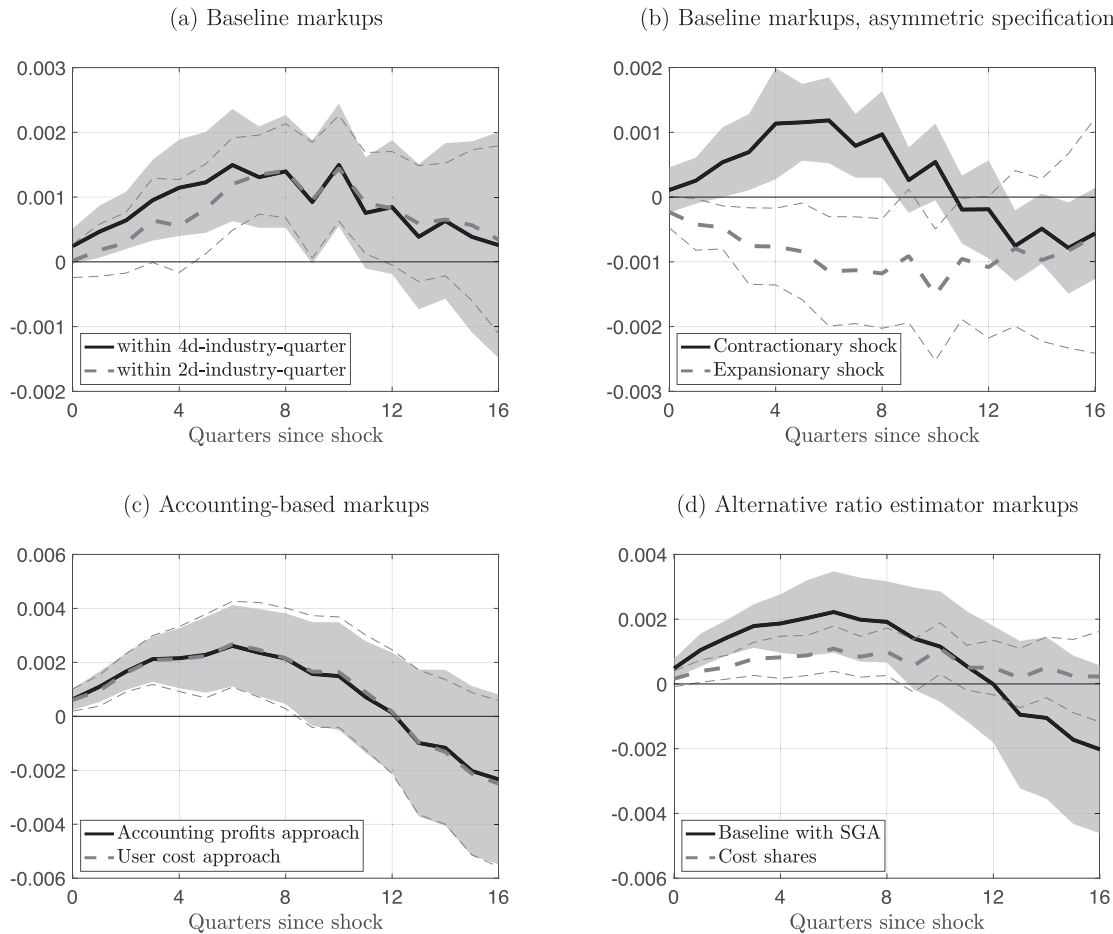 (a) Baseline markups
0.003
0.002
0.001
0
-0.001
-0.002
within 4d-industry-quarter
within 2d-industry-quarter
0 4 8 12 16
Quarters since shock
(b) Baseline markups, asymmetric specification
0.002
0.001
0
-0.001
-0.002
-0.003
Contractionary shock
Expansionary shock
0 4 8 12 16
Quarters since shock
(c) Accounting-based markups
0.006
0.004
0.002
0
-0.002
-0.004
-0.006
Accounting profits approach
User cost approach
0 4 8 12 16
Quarters since shock
(d) Alternative ratio estimator markups
0.004
0.002
0
-0.002
-0.004
-0.006
Baseline with SGA
Cost shares
0 4 8 12 16
Quarters since shock